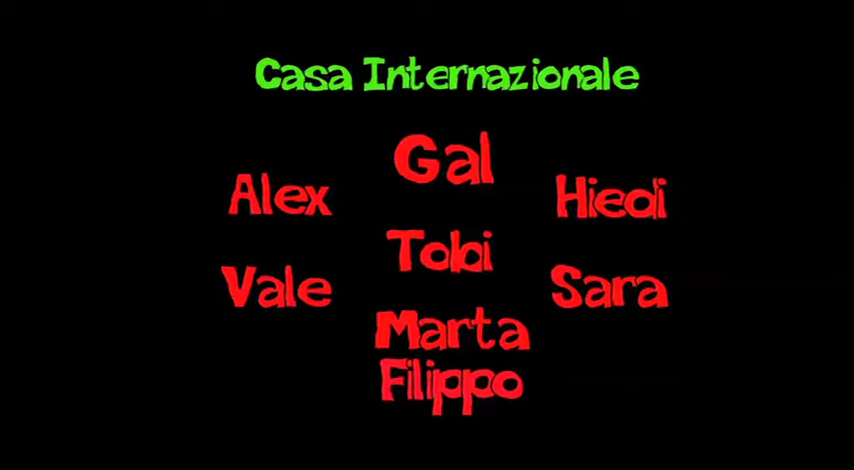 Casa Internazionale
Gal
Alex
Hiedi
Tobi
Vale
Sara
Marta
Filippo